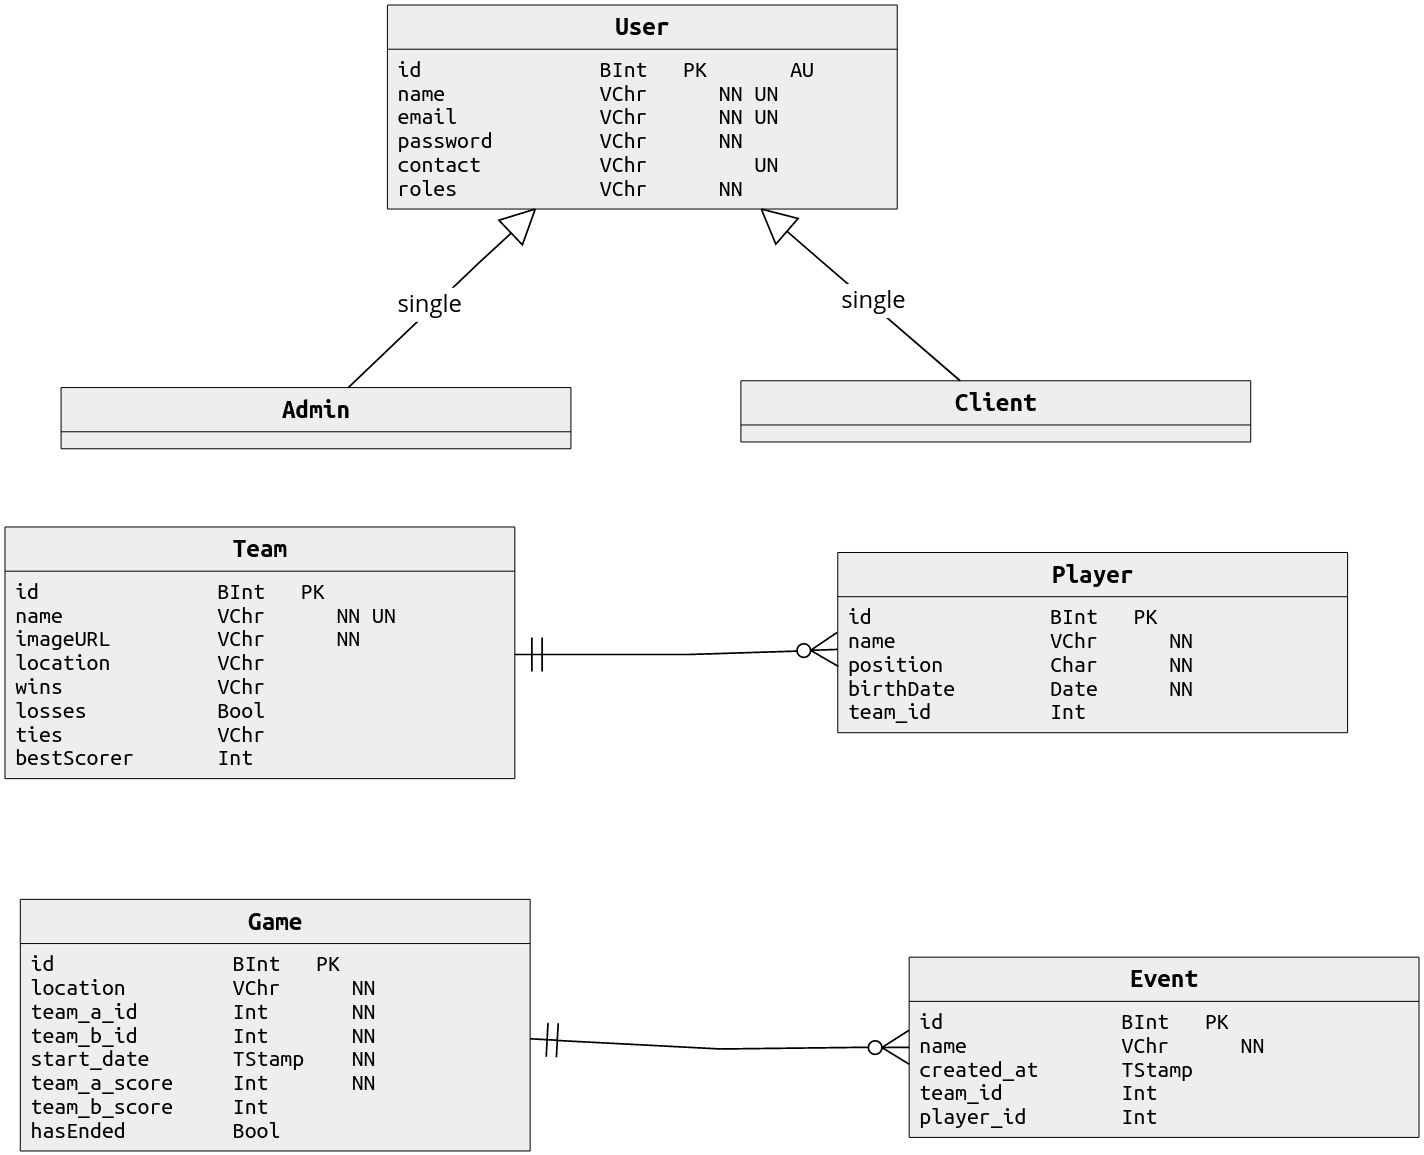 User
id BInt PK AU
name VChr NN UN
email VChr NN UN
password VChr NN
contact VChr UN
roles VChr NN
single
single
Admin
Client
Team
id BInt PK
name VChr NN UN
imageURL VChr NN
location VChr
wins VChr
losses Bool
ties VChr
bestScorer Int
Player
id BInt PK
name VChr NN
position Char NN
birthDate Date NN
team_id Int
Game
id BInt PK
location VChr NN
team_a_id Int NN
team_b_id Int NN
start_date TStamp NN
team_a_score Int NN
team_b_score Int
hasEnded Bool
Event
id BInt PK
name VChr NN
created_at TStamp
team_id Int
player_id Int